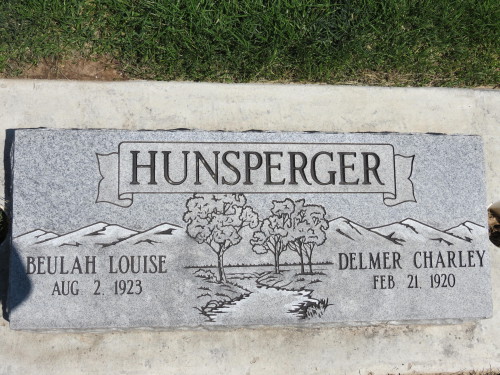 HUNSPERGER
BEULAH LOUISE
AUG 2, 1923
DELMER CHARLEY
FEB 21, 1920